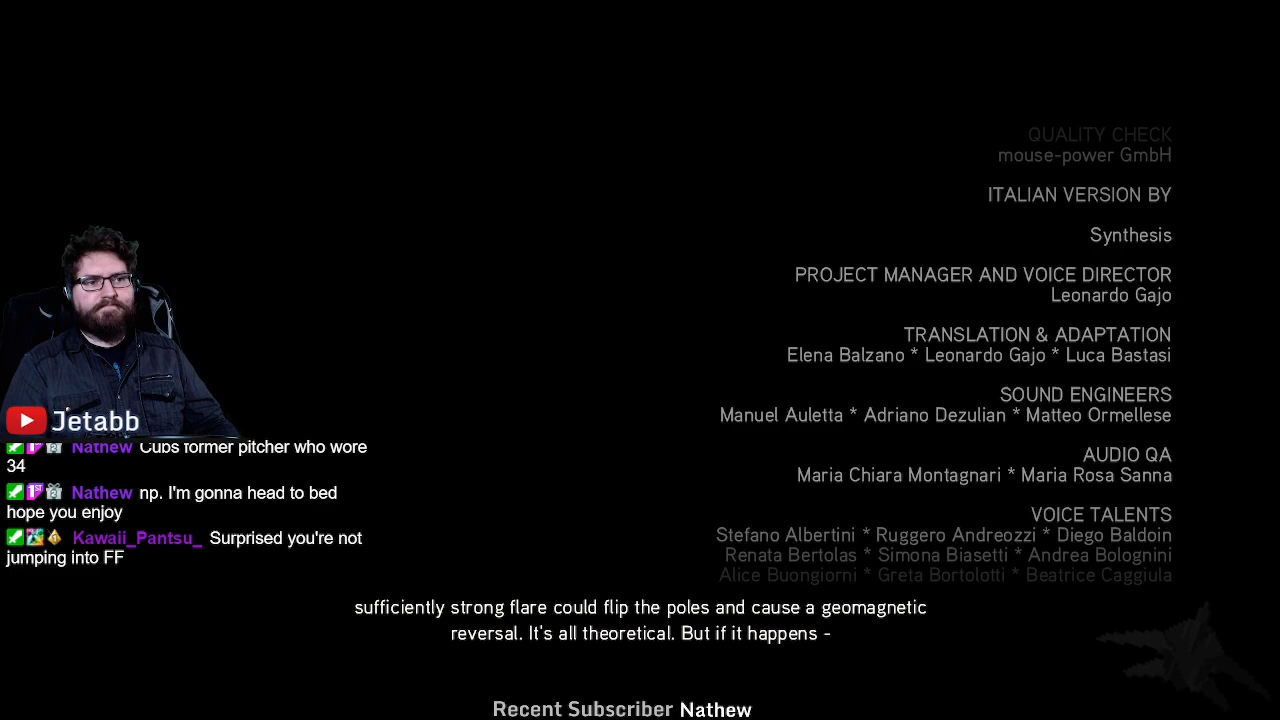 QUALITY CHECK
mouse-power GmbH
ITALIAN VERSION BY
Synthesis
PROJECT MANAGER AND VOICE DIRECTOR
Leonardo Gajo
TRANSLATION & ADAPTATION
Elena Balzano * Leonardo Gajo * Luca Bastasi
SOUND ENGINEERS
Manuel Auletta * Adriano Dezulian * Matteo Ormellese
AUDIO QA
Maria Chiara Montagnari * Maria Rosa Sanna
VOICE TALENTS
Stefano Albertini * Ruggero Andreozzi * Diego Baldoin
Renata Bertolas * Simona Biasetti * Andrea Bolognini
Alice Buongiorni * Greta Bortolotti * Beatrice Caggiula
Jetabb
Nathew Cubs former pitcher who wore
34
Nathew np. I'm gonna head to bed
hope you enjoy
Kawaii_Pantsu_ Surprised you're not
jumping into FF
sufficiently strong flare could flip the poles and cause a geomagnetic
reversal. It's all theoretical. But if it happens -
Recent Subscriber Nathew